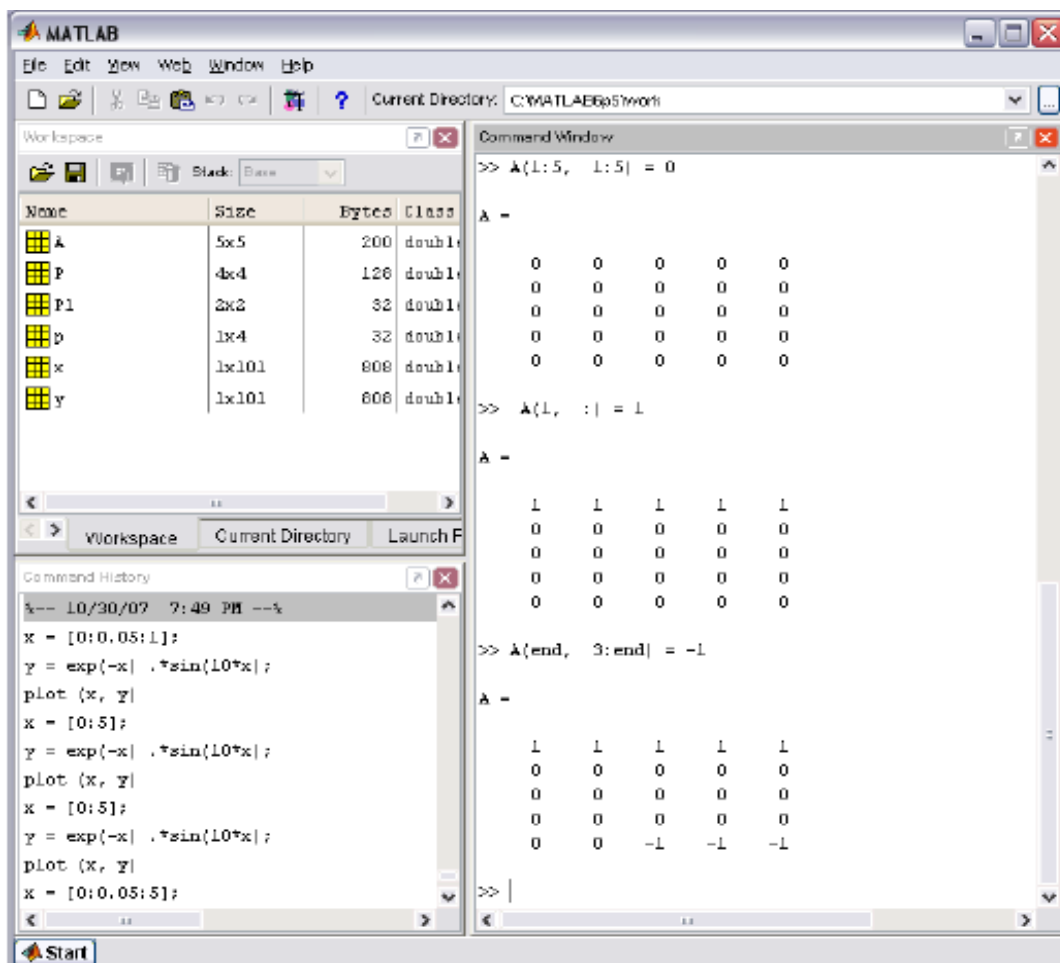 MATLAB
File Edit View Web Window Help
Current Directory: C:\MATLAB6p5\work
...
Workspace
Stack: Base
Name Size Bytes Class
A 5x5 200 double
P 4x4 128 double
P1 2x2 32 double
p 1x4 32 double
x 1x101 808 double
y 1x101 808 double
Workspace Current Directory Launch P
Command History
%-- 10/30/07 7:49 PM --%
x = [0:0.05:1];
y = exp(-x) .*sin(10*x);
plot (x, y)
x = [0:5];
y = exp(-x) .*sin(10*x);
plot (x, y)
x = [0:5];
y = exp(-x) .*sin(10*x);
plot (x, y)
x = [0:0.05:5];
Command Window
>> A(1:5, 1:5) = 0
A =
0 0 0 0 0
0 0 0 0 0
0 0 0 0 0
0 0 0 0 0
0 0 0 0 0
>> A(1, :) = 1
A =
1 1 1 1 1
0 0 0 0 0
0 0 0 0 0
0 0 0 0 0
0 0 0 0 0
>> A(end, 3:end) = -1
A =
1 1 1 1 1
0 0 0 0 0
0 0 0 0 0
0 0 0 0 0
0 0 -1 -1 -1
>>
Start